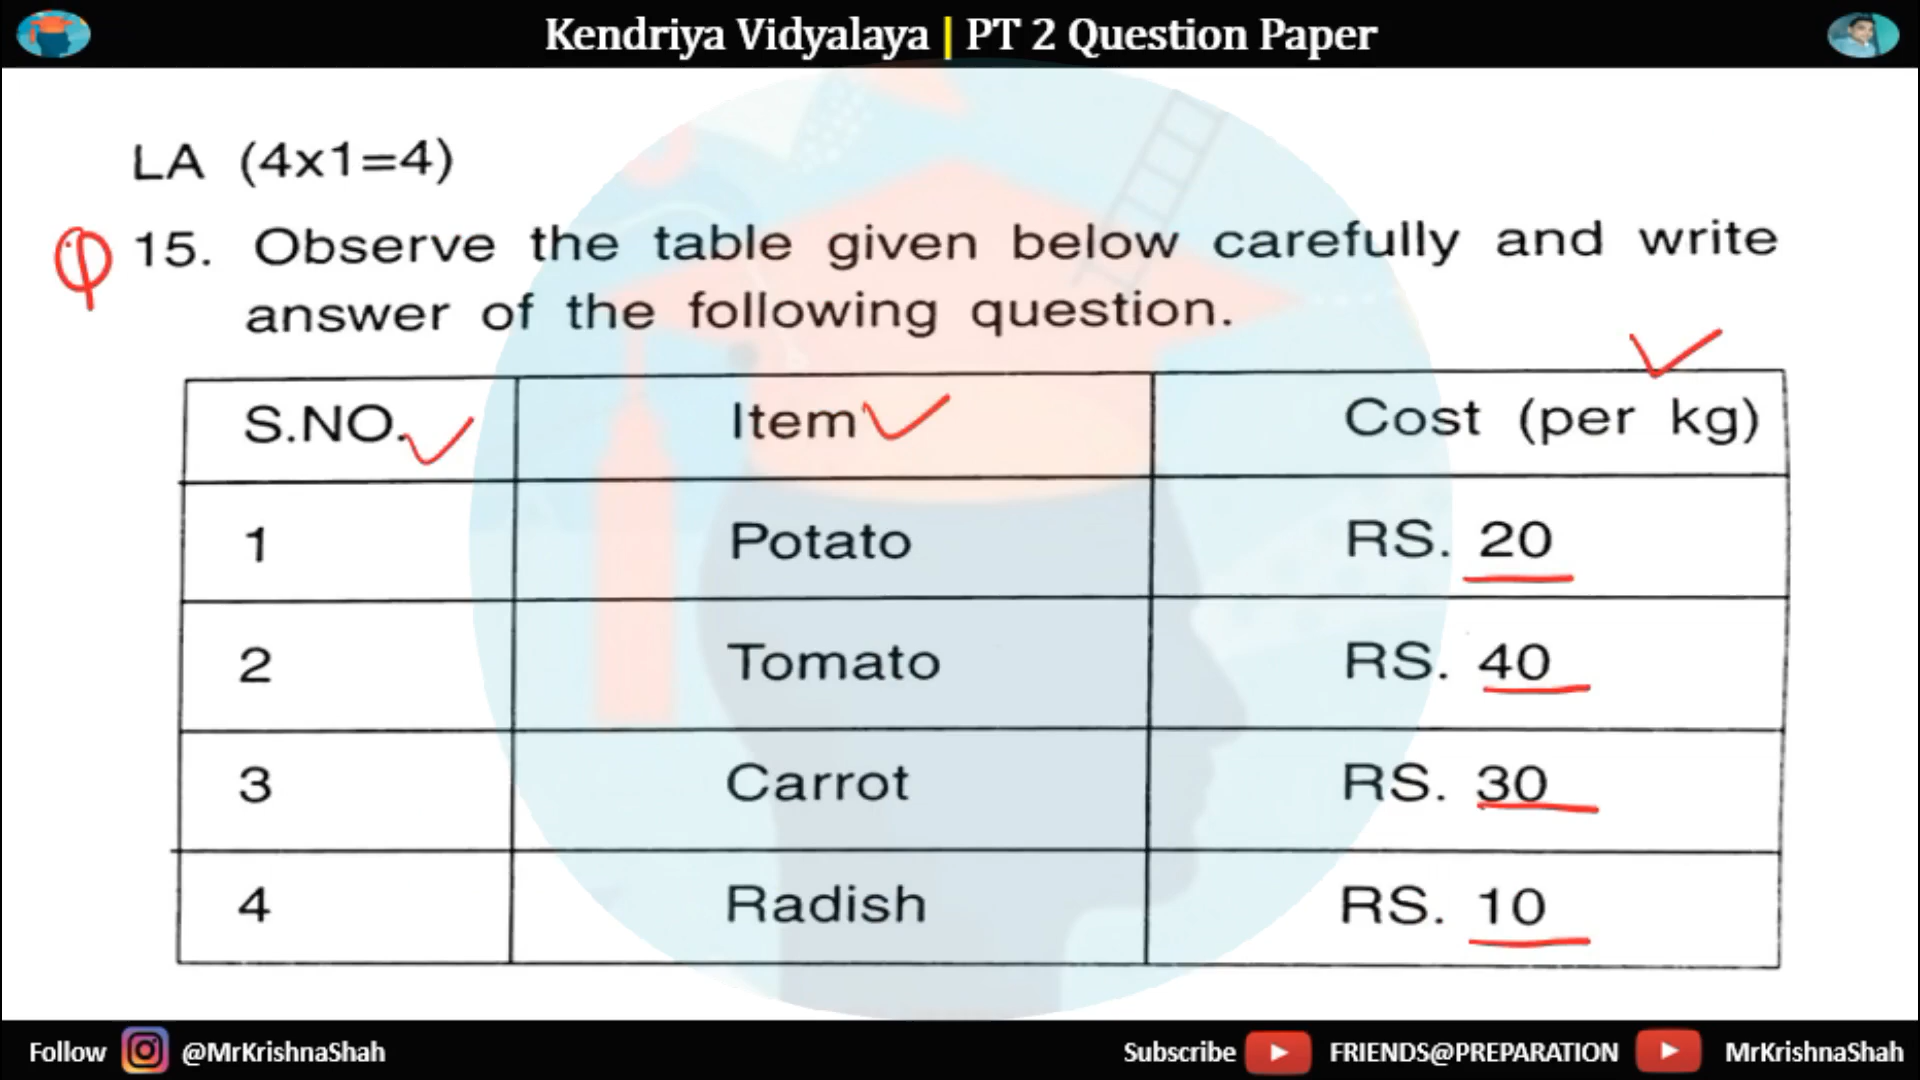 Kendriya Vidyalaya | PT 2 Question Paper
LA (4x1=4)
Q 15. Observe the table given below carefully and write
answer of the following question.
S.NO. Item Cost (per kg)
1 Potato RS. 20
2 Tomato RS. 40
3 Carrot RS. 30
4 Radish RS. 10
Follow @MrKrishnaShah Subscribe FRIENDS@PREPARATION MrKrishnaShah